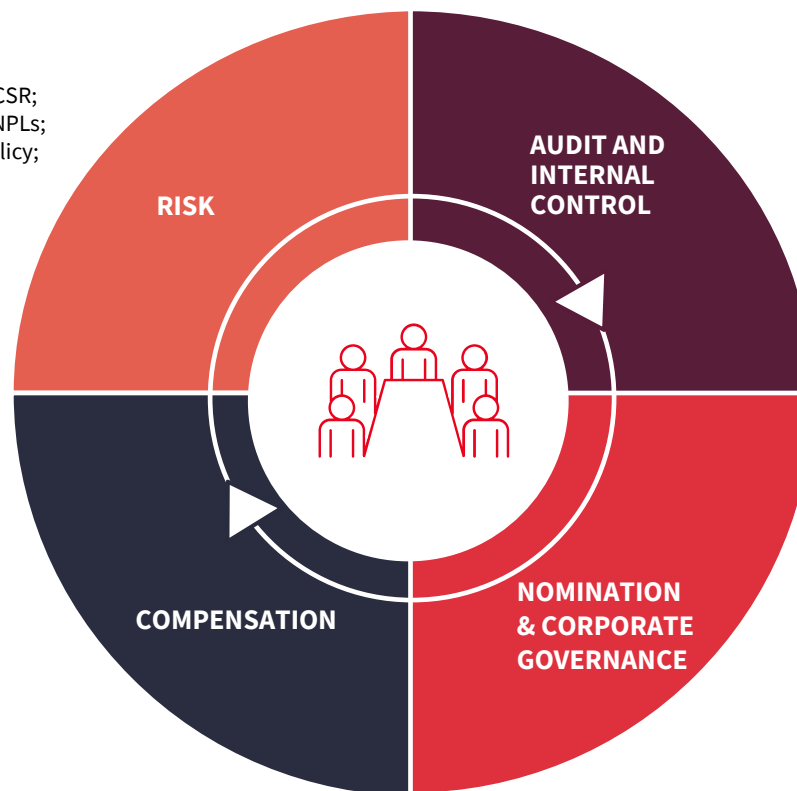 CSR;
NPLs;
licy;
RISK
AUDIT AND
INTERNAL
CONTROL
COMPENSATION
NOMINATION
& CORPORATE
GOVERNANCE